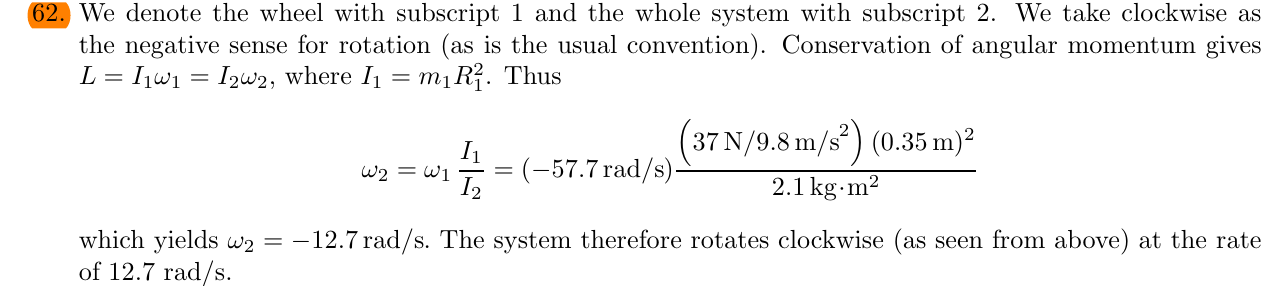 62. We denote the wheel with subscript 1 and the whole system with subscript 2. We take clockwise as
the negative sense for rotation (as is the usual convention). Conservation of angular momentum gives
L = I₁ω₁ = I₂ω₂, where I₁ = m₁R₁². Thus
ω₂ = ω₁ I₁/I₂ = (−57.7 rad/s) (37 N/9.8 m/s²) (0.35 m)² / 2.1 kg·m²
which yields ω₂ = −12.7 rad/s. The system therefore rotates clockwise (as seen from above) at the rate
of 12.7 rad/s.